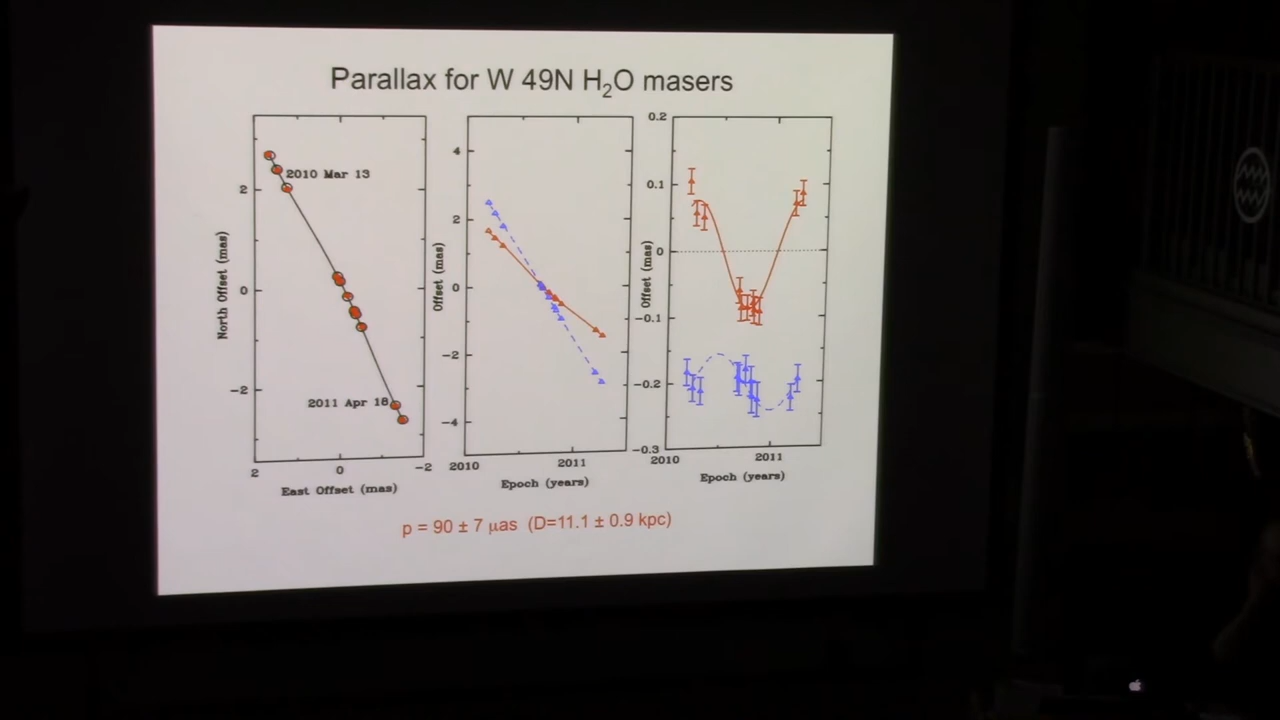 Parallax for W 49N H₂O masers
North Offset (mas)
2
0
−2
2010 Mar 13
2011 Apr 18
2
0
−2
East Offset (mas)
Offset (mas)
4
2
0
−2
−4
2010
2011
Epoch (years)
Offset (mas)
0.2
0.1
0
−0.1
−0.2
−0.3
2010
2011
Epoch (years)
p = 90 ± 7 μas (D=11.1 ± 0.9 kpc)